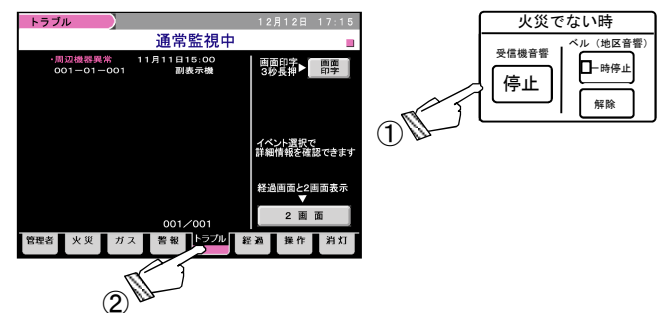 トラブル
12月12日 17:15
通常監視中
・周辺機器異常 11月11日15:00
001－01－001 副表示機
画面印字▶
3秒長押
画面
印字
イベント選択で
詳細情報を確認できます
経過画面と2画面表示
▼
2 画 面
001／001
管理者 火 災 ガ ス 警 報 トラブル 経 過 操 作 消 灯
②
火災でない時
受信機音響
停止
ベル（地区音響）
一時停止
解除
①